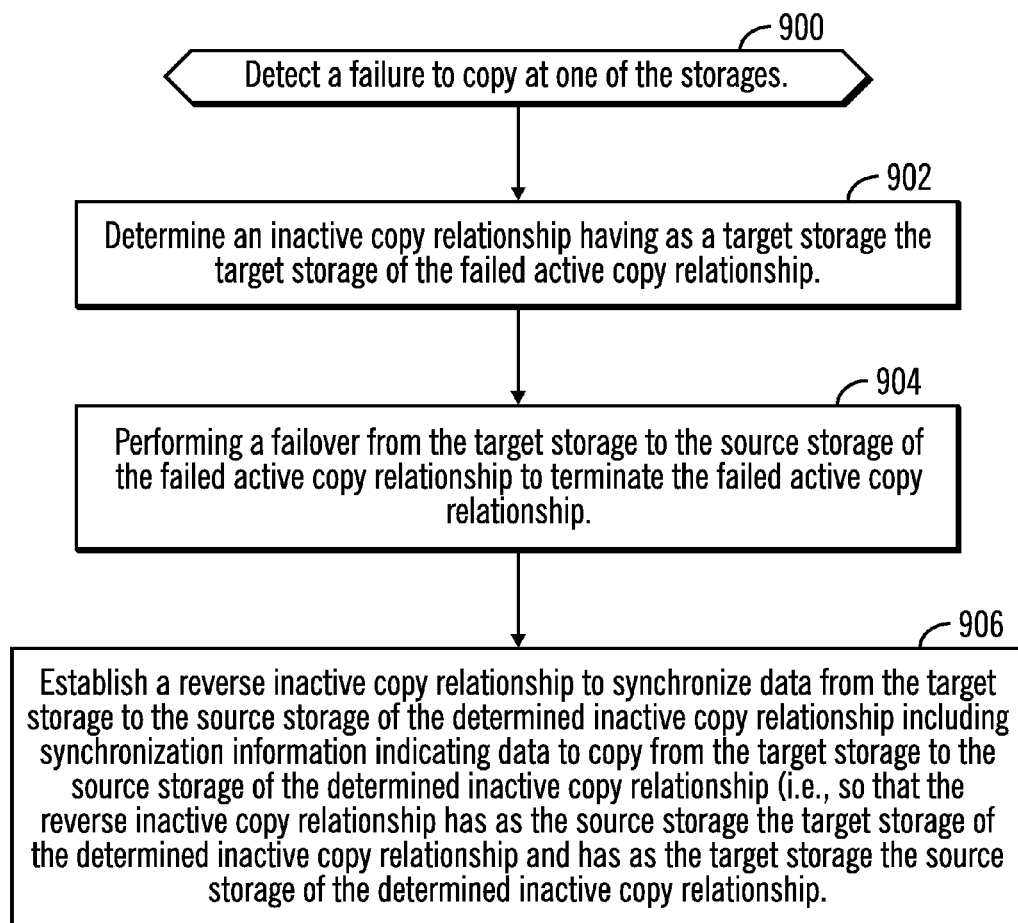 900
Detect a failure to copy at one of the storages.
902
Determine an inactive copy relationship having as a target storage the
target storage of the failed active copy relationship.
904
Performing a failover from the target storage to the source storage of
the failed active copy relationship to terminate the failed active copy
relationship.
906
Establish a reverse inactive copy relationship to synchronize data from the target
storage to the source storage of the determined inactive copy relationship including
synchronization information indicating data to copy from the target storage to the
source storage of the determined inactive copy relationship (i.e., so that the
reverse inactive copy relationship has as the source storage the target storage of
the determined inactive copy relationship and has as the target storage the source
storage of the determined inactive copy relationship.